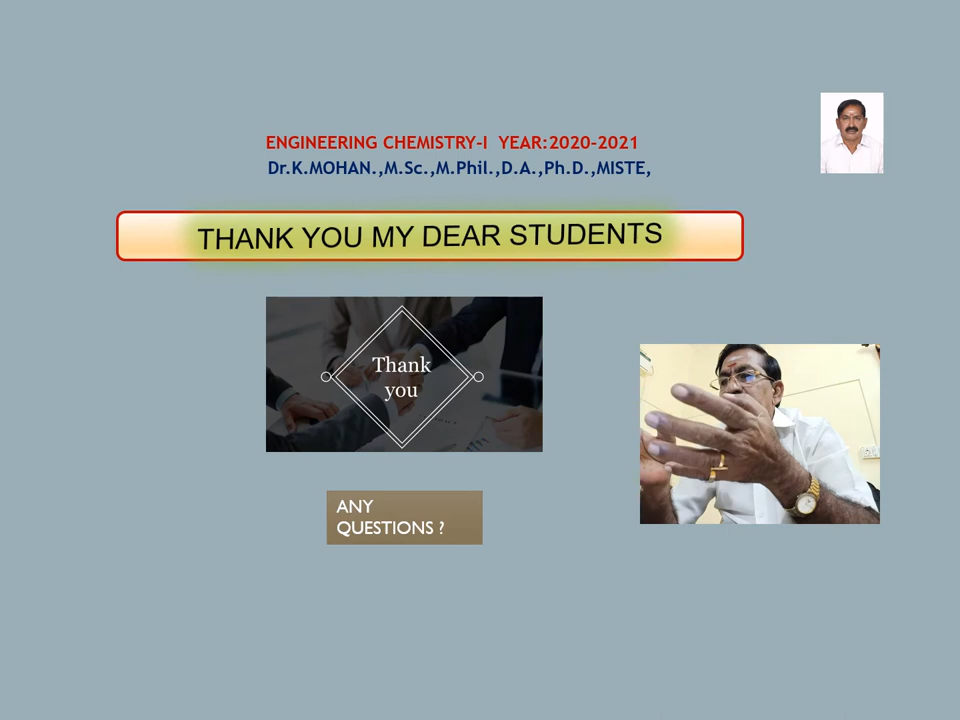 ENGINEERING CHEMISTRY-I YEAR:2020-2021
Dr.K.MOHAN.,M.Sc.,M.Phil.,D.A.,Ph.D.,MISTE,
THANK YOU MY DEAR STUDENTS
Thank
you
ANY
QUESTIONS ?